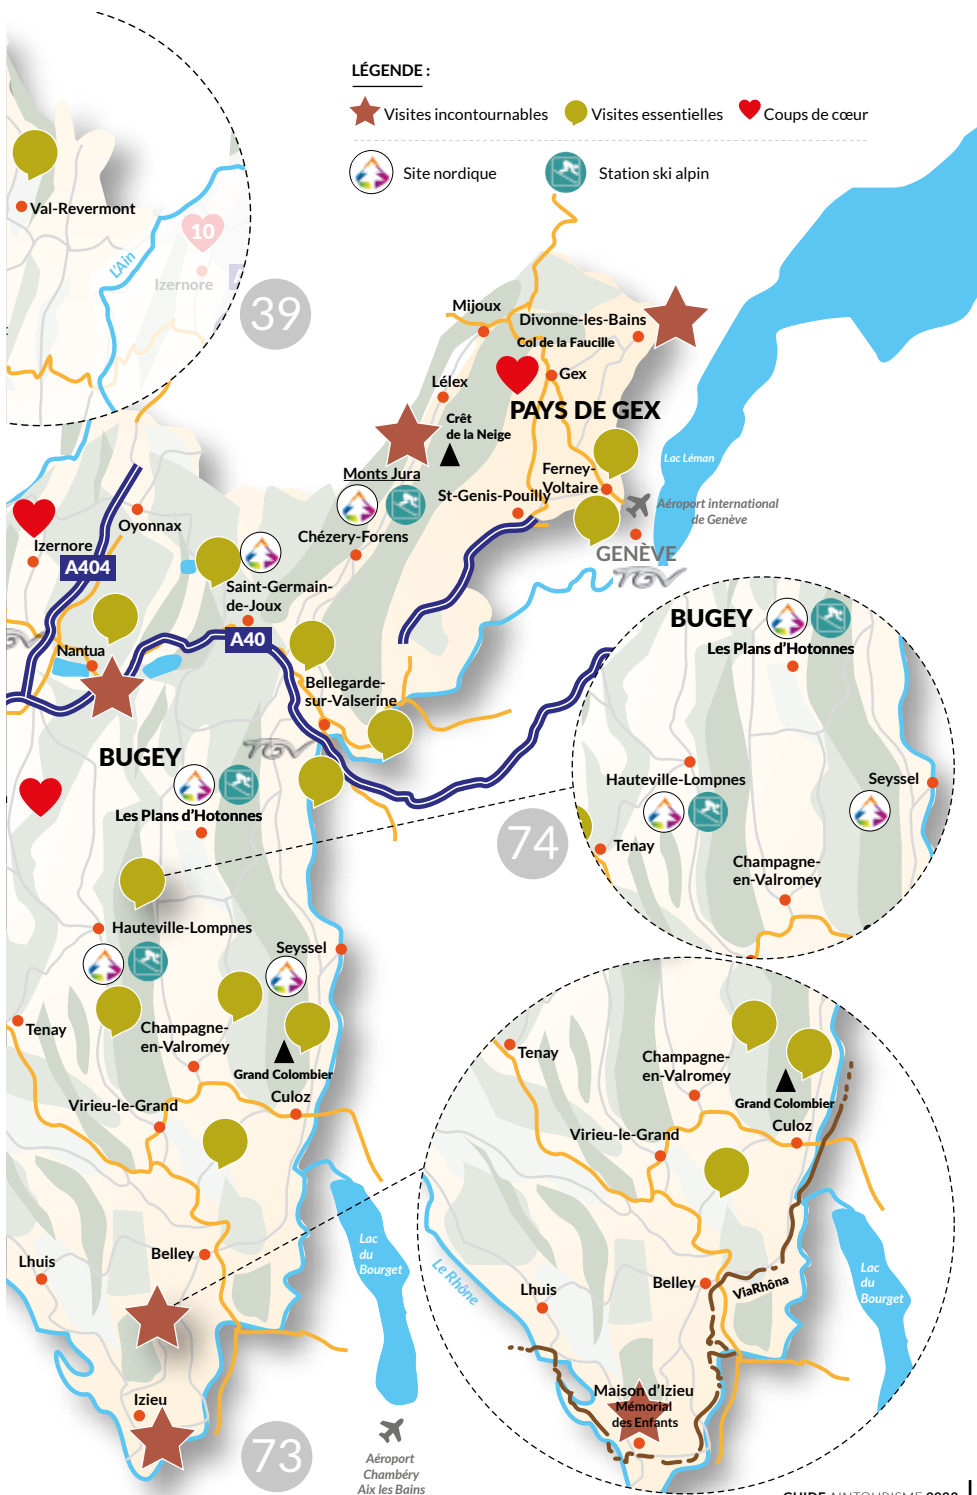 LÉGENDE :
Visites incontournables
Visites essentielles
Coups de cœur
Site nordique
Station ski alpin
Val-Revermont
L'Ain
10
Izernore
39
Mijoux
Divonne-les-Bains
Col de la Faucille
Gex
Lélex
PAYS DE GEX
Crêt
de la Neige
Lac Léman
Monts Jura
Ferney-
Voltaire
St-Genis-Pouilly
Aéroport international
de Genève
Oyonnax
Chézery-Forens
Izernore
GENÈVE
A404
TGV
Saint-Germain-
de-Joux
A40
Nantua
Bellegarde-
sur-Valserine
BUGEY
Les Plans d'Hotonnes
BUGEY
TGV
Les Plans d'Hotonnes
Hauteville-Lompnes
Seyssel
74
Tenay
Champagne-
en-Valromey
Hauteville-Lompnes
Seyssel
Tenay
Champagne-
en-Valromey
Grand Colombier
Culoz
Virieu-le-Grand
Tenay
Champagne-
en-Valromey
Grand Colombier
Culoz
Virieu-le-Grand
Belley
Lac
du
Bourget
Lhuis
Le Rhône
Lhuis
Belley
ViaRhôna
Lac
du
Bourget
Izieu
Maison d'Izieu
Mémorial
des Enfants
73
Aéroport
Chambéry
Aix les Bains